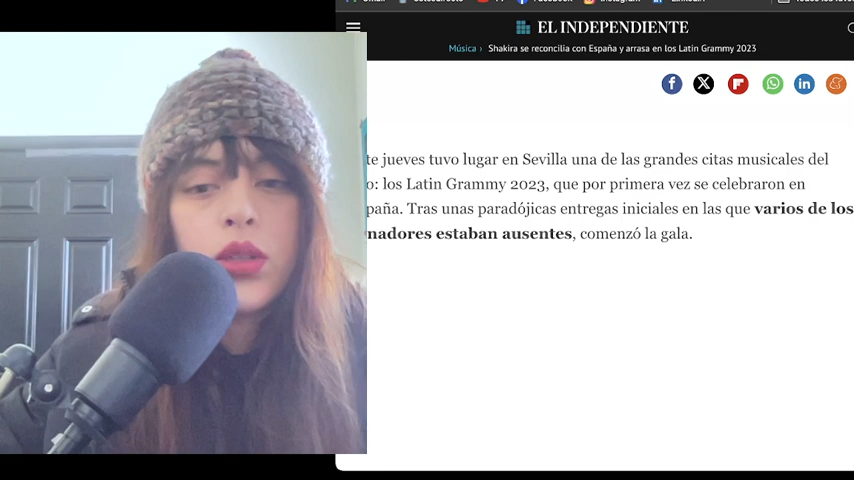 EL INDEPENDIENTE
Música › Shakira se reconcilia con España y arrasa en los Latin Grammy 2023
te jueves tuvo lugar en Sevilla una de las grandes citas musicales del
o: los Latin Grammy 2023, que por primera vez se celebraron en
paña. Tras unas paradójicas entregas iniciales en las que varios de los
nadores estaban ausentes, comenzó la gala.